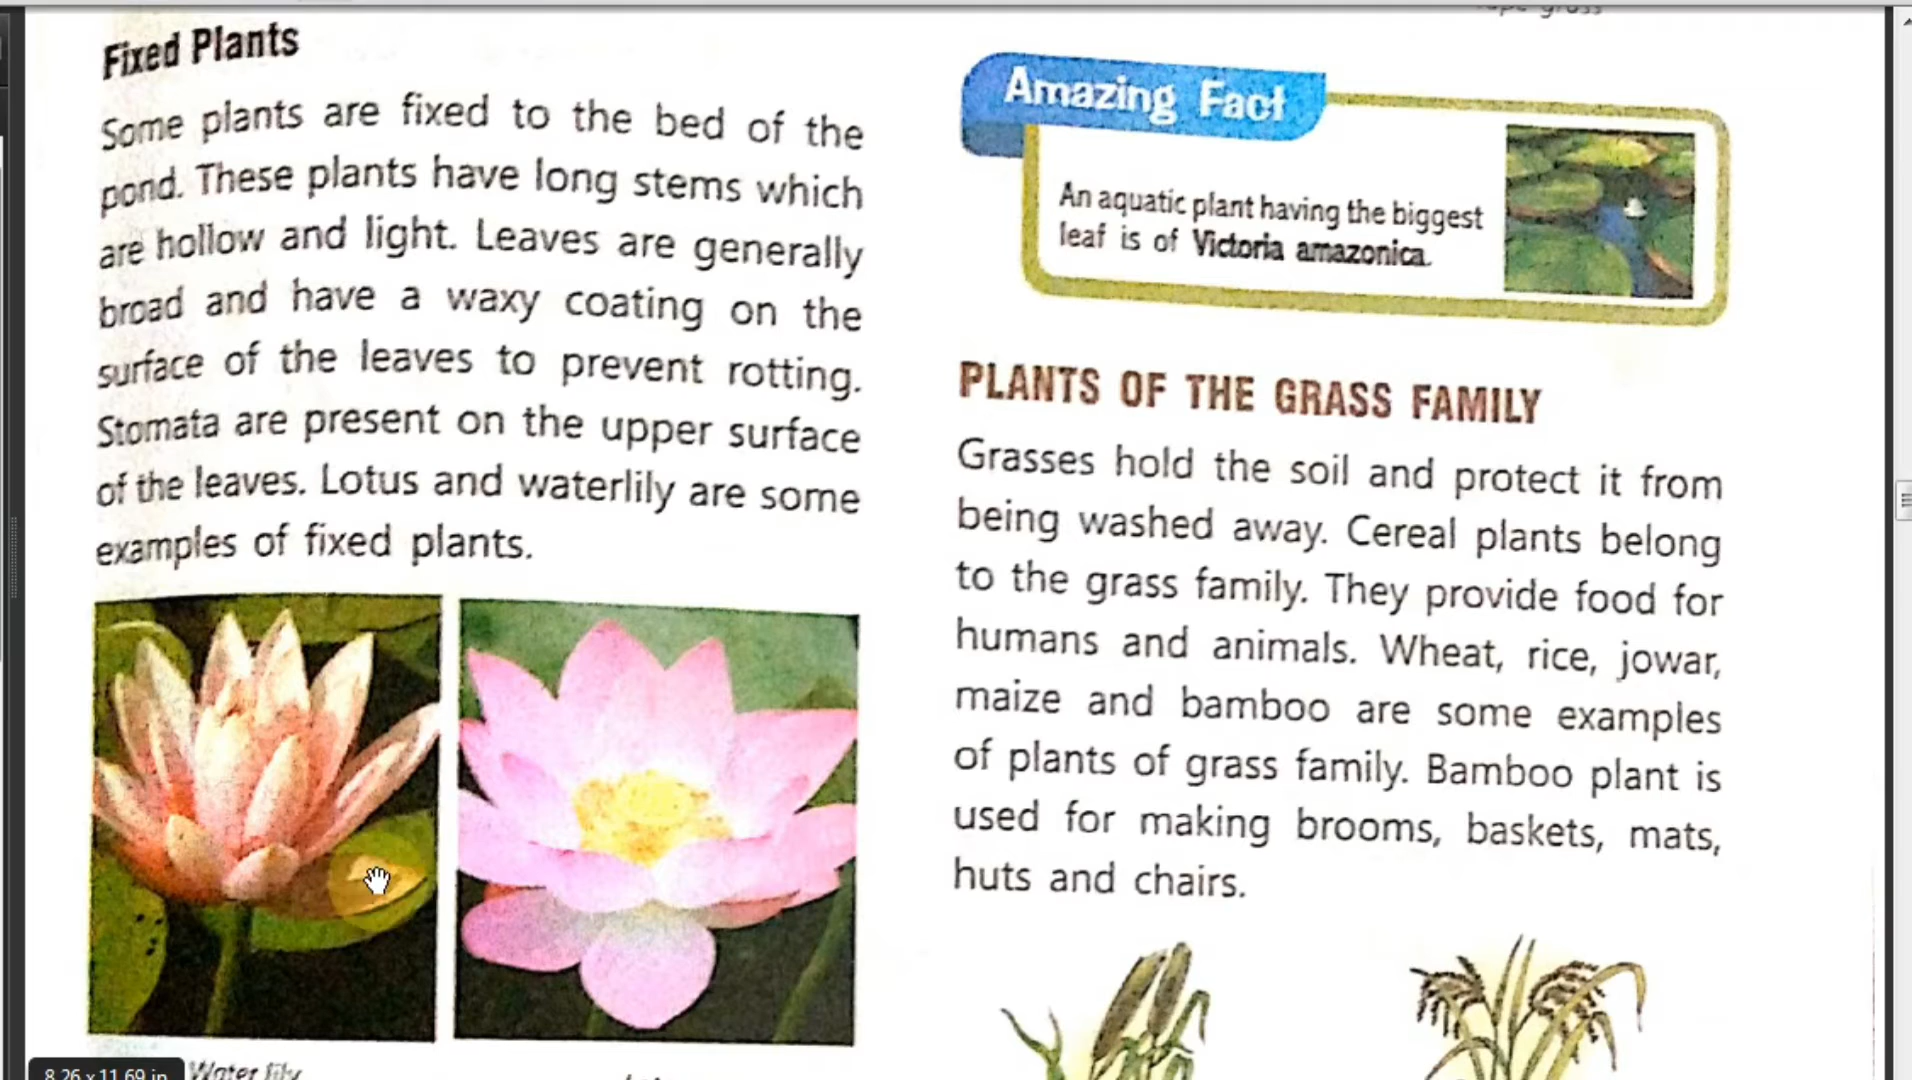 Fixed Plants
Some plants are fixed to the bed of the
pond. These plants have long stems which
are hollow and light. Leaves are generally
broad and have a waxy coating on the
surface of the leaves to prevent rotting.
Stomata are present on the upper surface
of the leaves. Lotus and waterlily are some
examples of fixed plants.
Water lily
8.26 x 11.69 in
grass
Amazing Fact
An aquatic plant having the biggest
leaf is of Victoria amazonica.
PLANTS OF THE GRASS FAMILY
Grasses hold the soil and protect it from
being washed away. Cereal plants belong
to the grass family. They provide food for
humans and animals. Wheat, rice, jowar,
maize and bamboo are some examples
of plants of grass family. Bamboo plant is
used for making brooms, baskets, mats,
huts and chairs.